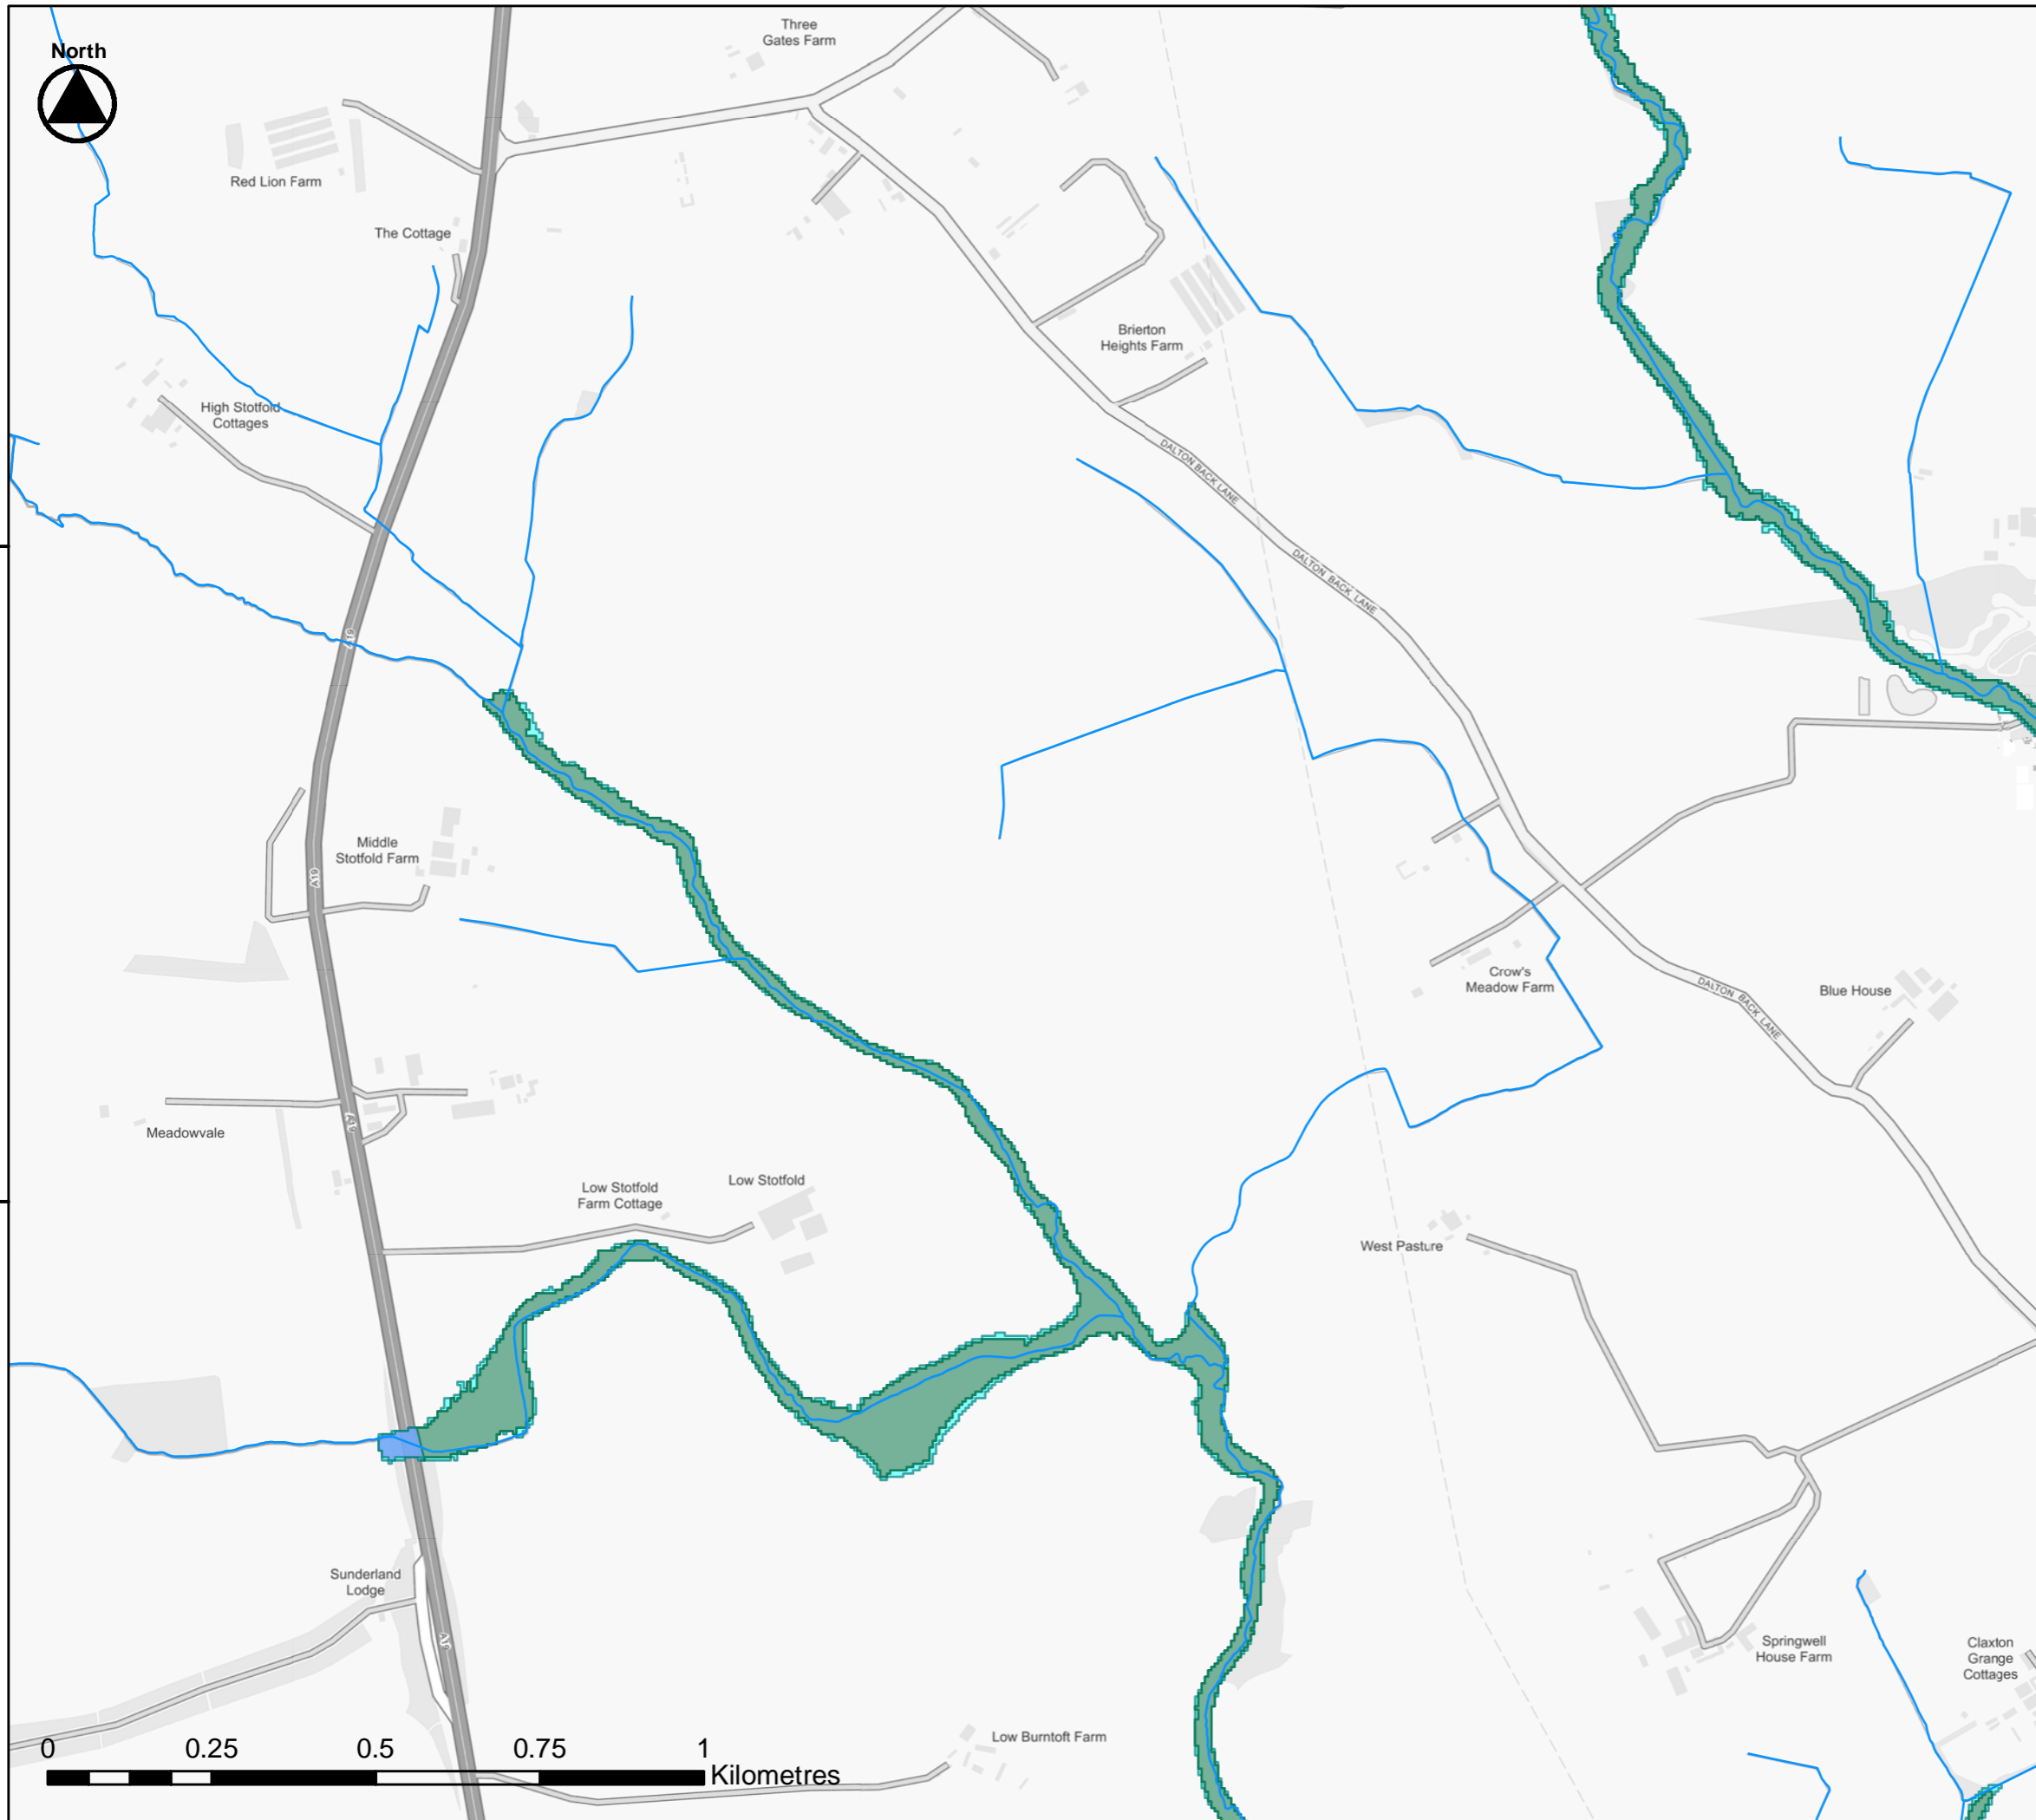 Three
Gates Farm
North
Red Lion Farm
The Cottage
Brierton
Heights Farm
High Stotfold
Cottages
DALTON BACK LANE
DALTON BACK LANE
A19
Middle
Stotfold Farm
A19
Crow's
Meadow Farm
Blue House
DALTON BACK LANE
A19
Meadowvale
Low Stotfold
Low Stotfold
Farm Cottage
West Pasture
Sunderland
Lodge
Springwell
House Farm
Claxton
Grange
Cottages
Low Burntoft Farm
0 0.25 0.5 0.75 1
Kilometres